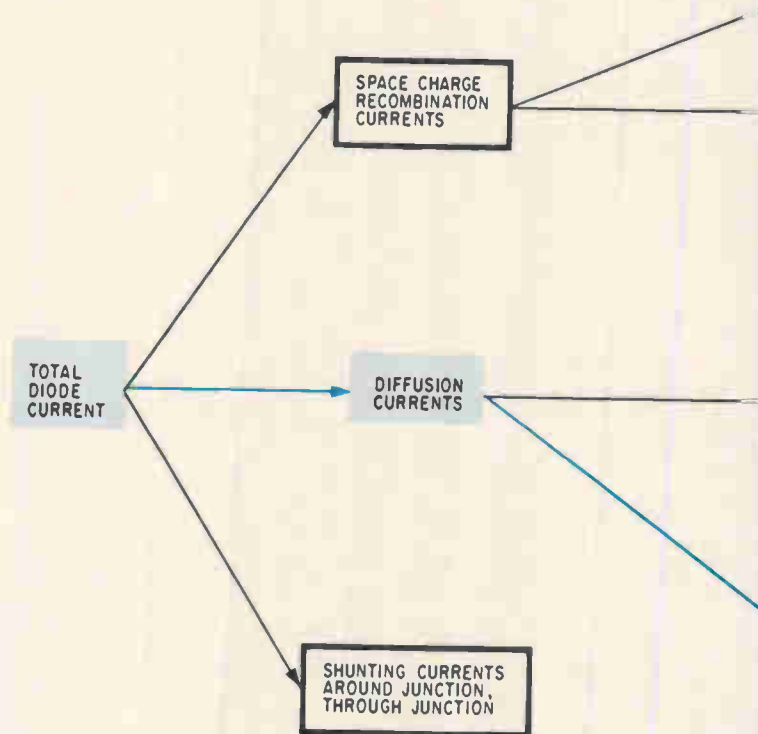 SPACE CHARGE
RECOMBINATION
CURRENTS
TOTAL
DIODE
CURRENT
DIFFUSION
CURRENTS
SHUNTING CURRENTS
AROUND JUNCTION,
THROUGH JUNCTION